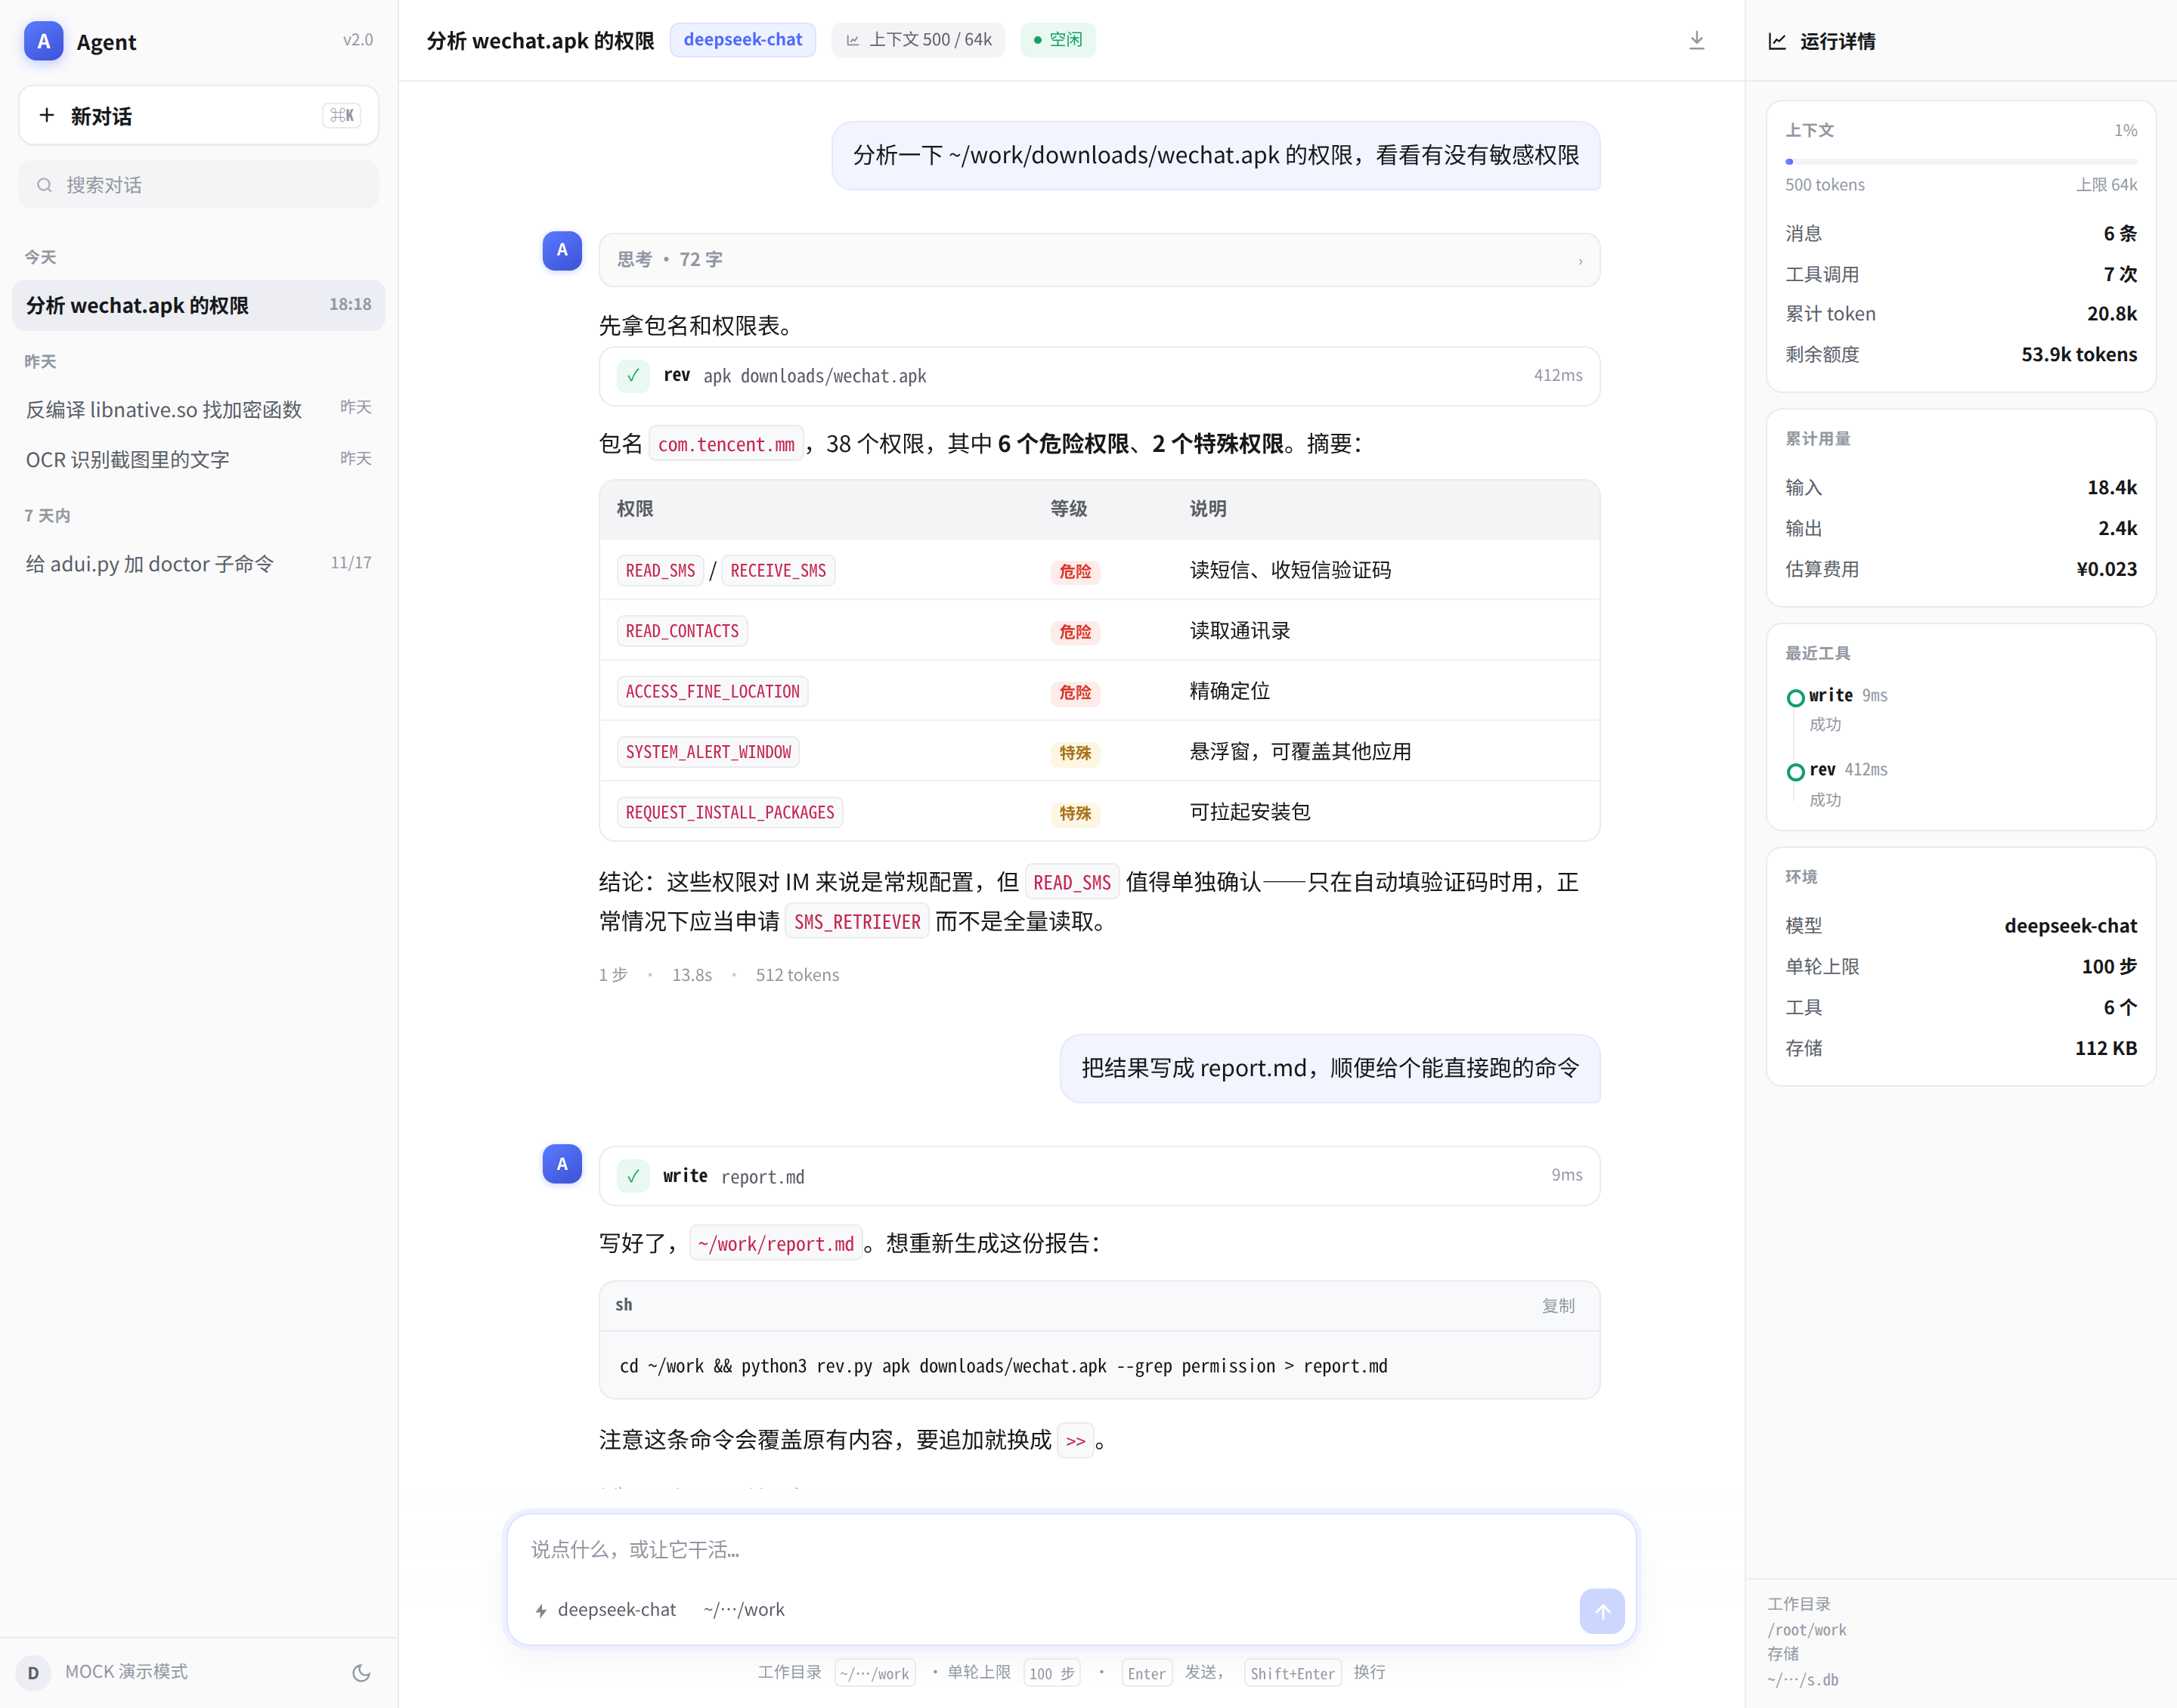 A Agent v2.0
+ 新对话 ⌘K
搜索对话
今天
分析 wechat.apk 的权限 18:18
昨天
反编译 libnative.so 找加密函数 昨天
OCR 识别截图里的文字 昨天
7 天内
给 adui.py 加 doctor 子命令 11/17
D MOCK 演示模式
分析 wechat.apk 的权限 deepseek-chat 上下文 500 / 64k 空闲
分析一下 ~/work/downloads/wechat.apk 的权限，看看有没有敏感权限
A 思考 • 72 字 ›
先拿包名和权限表。
✓ rev apk downloads/wechat.apk 412ms
包名 com.tencent.mm，38 个权限，其中 6 个危险权限、2 个特殊权限。摘要：
权限 等级 说明
READ_SMS / RECEIVE_SMS 危险 读短信、收短信验证码
READ_CONTACTS 危险 读取通讯录
ACCESS_FINE_LOCATION 危险 精确定位
SYSTEM_ALERT_WINDOW 特殊 悬浮窗，可覆盖其他应用
REQUEST_INSTALL_PACKAGES 特殊 可拉起安装包
结论：这些权限对 IM 来说是常规配置，但 READ_SMS 值得单独确认——只在自动填验证码时用，正
常情况下应当申请 SMS_RETRIEVER 而不是全量读取。
1 步 • 13.8s • 512 tokens
把结果写成 report.md，顺便给个能直接跑的命令
A ✓ write report.md 9ms
写好了，~/work/report.md。想重新生成这份报告：
sh 复制
cd ~/work && python3 rev.py apk downloads/wechat.apk --grep permission > report.md
注意这条命令会覆盖原有内容，要追加就换成 >>。
说点什么，或让它干活…
deepseek-chat ~/⋯/work
工作目录 ~/⋯/work • 单轮上限 100 步 • Enter 发送， Shift+Enter 换行
运行详情
上下文 1%
500 tokens 上限 64k
消息 6 条
工具调用 7 次
累计 token 20.8k
剩余额度 53.9k tokens
累计用量
输入 18.4k
输出 2.4k
估算费用 ¥0.023
最近工具
write 9ms
成功
rev 412ms
成功
环境
模型 deepseek-chat
单轮上限 100 步
工具 6 个
存储 112 KB
工作目录
/root/work
存储
~/⋯/s.db